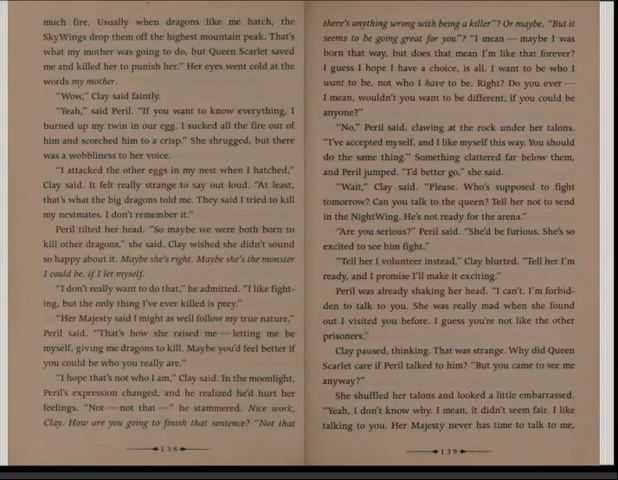 much fire. Usually when dragons like me hatch, the
SkyWings drop them off the highest mountain peak. That's
what my mother was going to do, but Queen Scarlet saved
me and killed her to punish her." Her eyes went cold at the
words my mother.
"Wow," Clay said faintly.
"Yeah," said Peril. "If you want to know everything, I
burned up my twin in our egg. I sucked all the fire out of
him and scorched him to a crisp." She shrugged, but there
was a wobbliness to her voice.
"I attacked the other eggs in my nest when I hatched,"
Clay said. It felt really strange to say out loud. "At least,
that's what the big dragons told me. They said I tried to kill
my nestmates. I don't remember it."
Peril tilted her head. "So maybe we were both born to
kill other dragons," she said. Clay wished she didn't sound
so happy about it. Maybe she's right. Maybe she's the monster
I could be, if I let myself.
"I don't really want to do that," he admitted. "I like fight-
ing, but the only thing I've ever killed is prey."
"Her Majesty said I might as well follow my true nature,"
Peril said. "That's how she raised me — letting me be
myself, giving me dragons to kill. Maybe you'd feel better if
you could be who you really are."
"I hope that's not who I am," Clay said. In the moonlight,
Peril's expression changed, and he realized he'd hurt her
feelings. "Not — not that —" he stammered. Nice work,
Clay. How are you going to finish that sentence? "Not that
138
there's anything wrong with being a killer"? Or maybe, "But it
seems to be going great for you"? "I mean — maybe I was
born that way, but does that mean I'm like that forever?
I guess I hope I have a choice, is all. I want to be who I
want to be, not who I have to be. Right? Do you ever —
I mean, wouldn't you want to be different, if you could be
anyone?"
"No," Peril said, clawing at the rock under her talons.
"I've accepted myself, and I like myself this way. You should
do the same thing." Something clattered far below them,
and Peril jumped. "I'd better go," she said.
"Wait," Clay said. "Please. Who's supposed to fight
tomorrow? Can you talk to the queen? Tell her not to send
in the NightWing. He's not ready for the arena."
"Are you serious?" Peril said. "She'd be furious. She's so
excited to see him fight."
"Tell her I volunteer instead," Clay blurted. "Tell her I'm
ready, and I promise I'll make it exciting."
Peril was already shaking her head. "I can't. I'm forbid-
den to talk to you. She was really mad when she found
out I visited you before. I guess you're not like the other
prisoners."
Clay paused, thinking. That was strange. Why did Queen
Scarlet care if Peril talked to him? "But you came to see me
anyway?"
She shuffled her talons and looked a little embarrassed.
"Yeah, I don't know why. I mean, it didn't seem fair. I like
talking to you. Her Majesty never has time to talk to me,
139